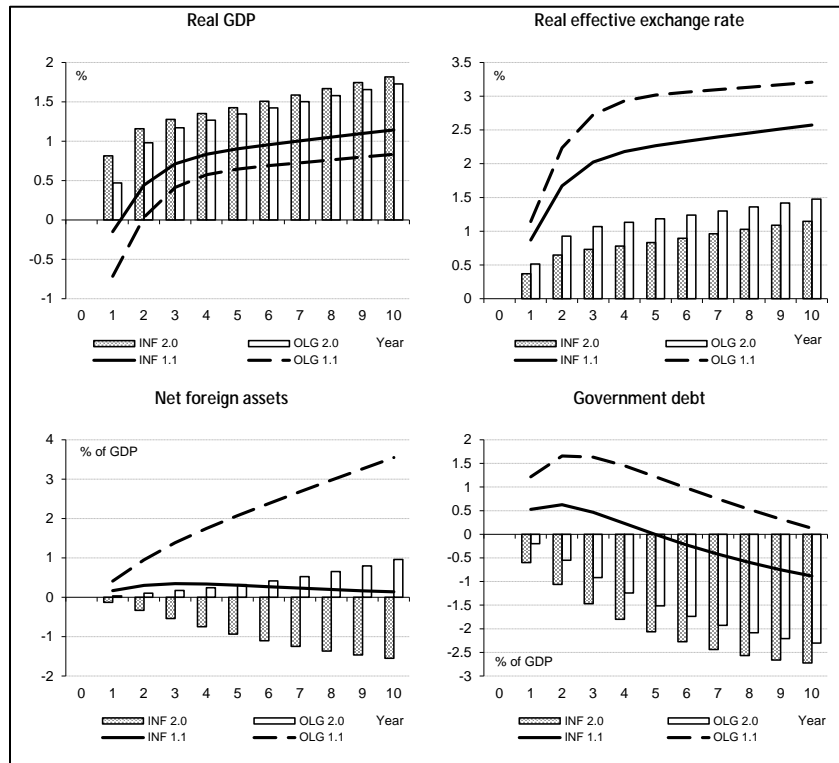 Real GDP
%
2
1.5
1
0.5
0
-0.5
-1
0 1 2 3 4 5 6 7 8 9 10
INF 2.0 OLG 2.0 Year
INF 1.1 OLG 1.1
Real effective exchange rate
%
3.5
3
2.5
2
1.5
1
0.5
0
0 1 2 3 4 5 6 7 8 9 10
INF 2.0 OLG 2.0 Year
INF 1.1 OLG 1.1
Net foreign assets
% of GDP
4
3
2
1
0
-1
-2
0 1 2 3 4 5 6 7 8 9 10
INF 2.0 OLG 2.0 Year
INF 1.1 OLG 1.1
Government debt
2
1.5
1
0.5
0
-0.5
-1
-1.5
-2
-2.5
-3
% of GDP
0 1 2 3 4 5 6 7 8 9 10
INF 2.0 OLG 2.0 Year
INF 1.1 OLG 1.1